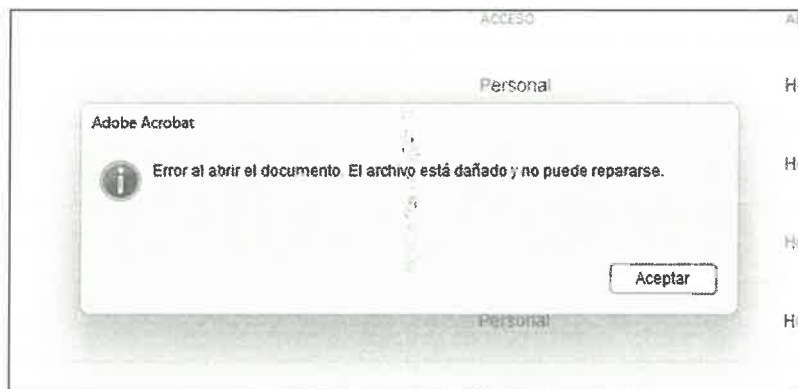 ACCESO
Personal
Adobe Acrobat
Error al abrir el documento. El archivo está dañado y no puede repararse.
Aceptar
Personal